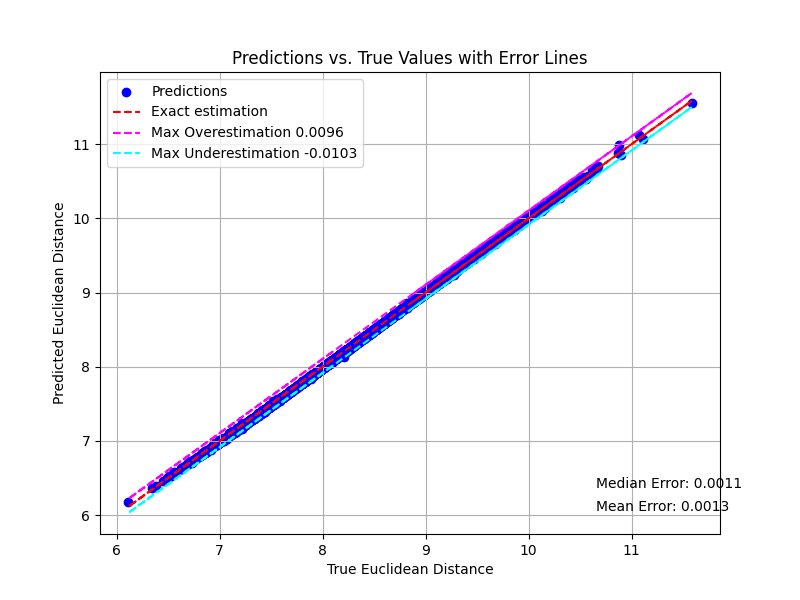 Predictions vs. True Values with Error Lines
Predictions
Exact estimation
Max Overestimation 0.0096
Max Underestimation -0.0103
11
10
9
8
7
6
Predicted Euclidean Distance
Median Error: 0.0011
Mean Error: 0.0013
6 7 8 9 10 11
True Euclidean Distance